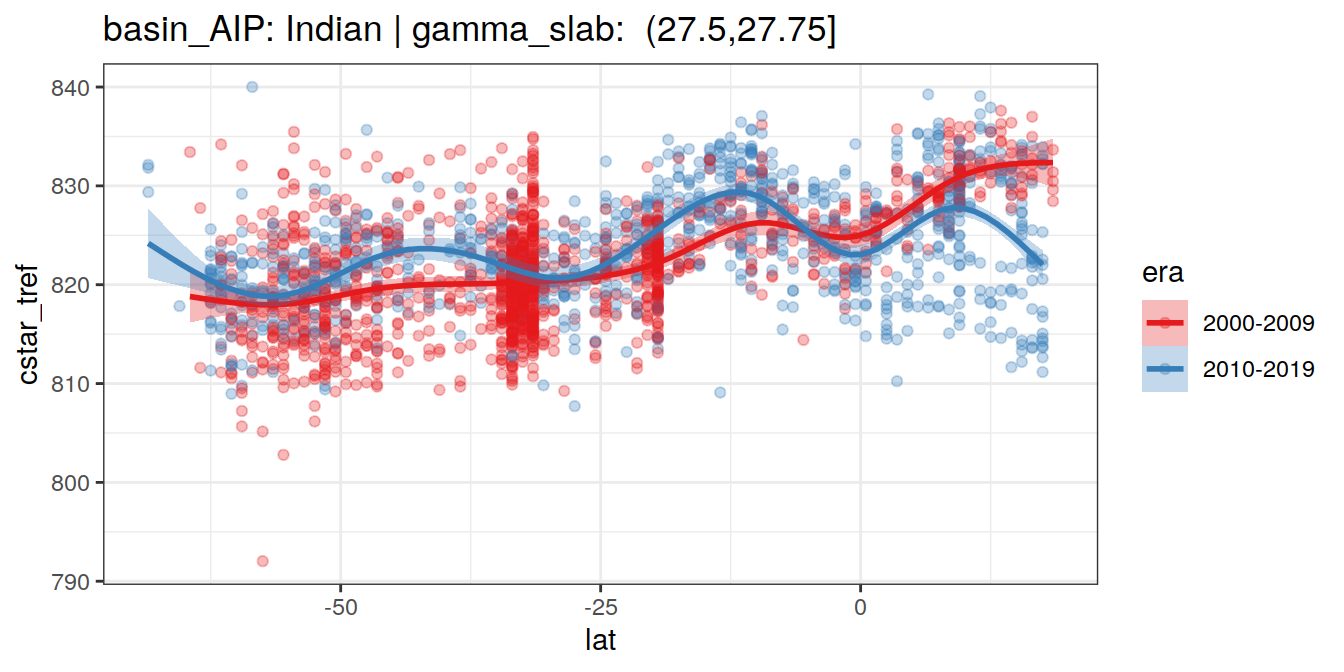 basin_AIP: Indian | gamma_slab:  (27.5,27.75]
840
830
820
810
800
790
cstar_tref
-50
-25
0
lat
era
2000-2009
2010-2019